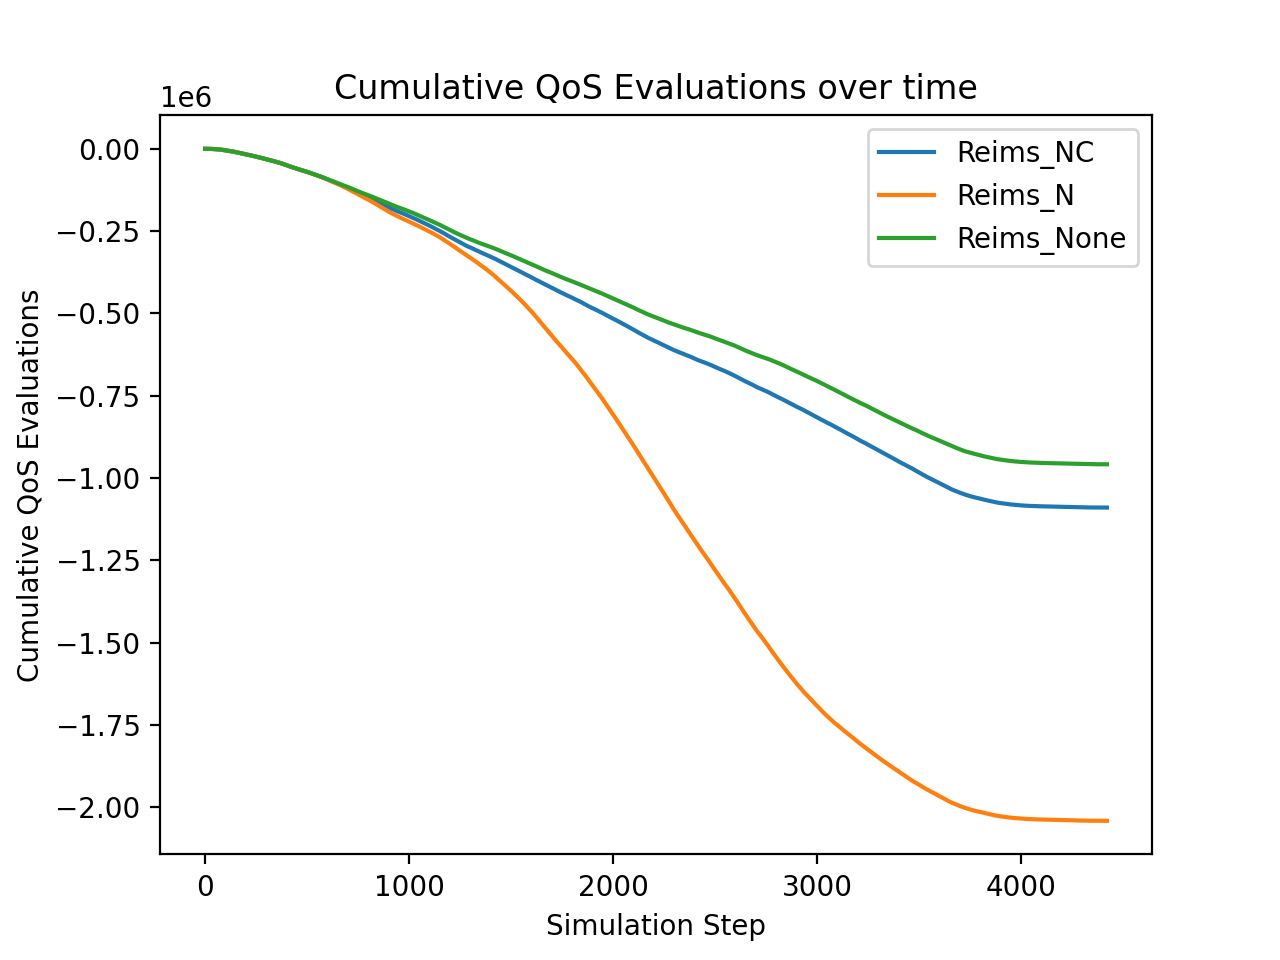 Cumulative QoS Evaluations over time
1e6
0.00
−0.25
−0.50
−0.75
−1.00
−1.25
−1.50
−1.75
−2.00
Cumulative QoS Evaluations
Reims_NC
Reims_N
Reims_None
0 1000 2000 3000 4000
Simulation Step